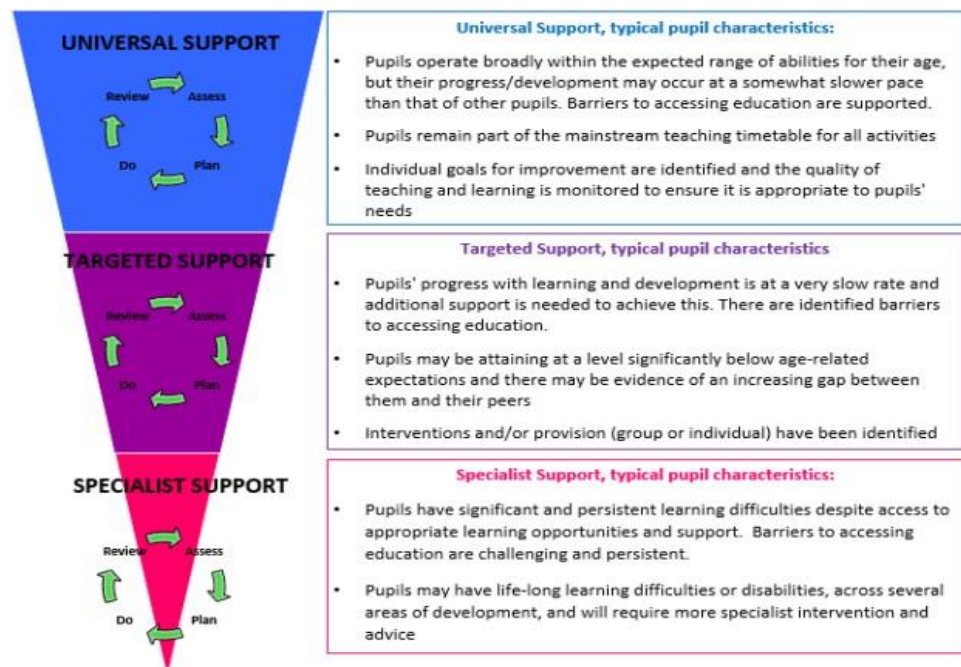 UNIVERSAL SUPPORT
Review Assess
Do Plan
Universal Support, typical pupil characteristics:
• Pupils operate broadly within the expected range of abilities for their age,
but their progress/development may occur at a somewhat slower pace
than that of other pupils. Barriers to accessing education are supported.
• Pupils remain part of the mainstream teaching timetable for all activities
• Individual goals for improvement are identified and the quality of
teaching and learning is monitored to ensure it is appropriate to pupils'
needs
TARGETED SUPPORT
Review Assess
Do Plan
Targeted Support, typical pupil characteristics
• Pupils' progress with learning and development is at a very slow rate and
additional support is needed to achieve this. There are identified barriers
to accessing education.
• Pupils may be attaining at a level significantly below age-related
expectations and there may be evidence of an increasing gap between
them and their peers
• Interventions and/or provision (group or individual) have been identified
SPECIALIST SUPPORT
Review Assess
Do Plan
Specialist Support, typical pupil characteristics:
• Pupils have significant and persistent learning difficulties despite access to
appropriate learning opportunities and support. Barriers to accessing
education are challenging and persistent.
• Pupils may have life-long learning difficulties or disabilities, across several
areas of development, and will require more specialist intervention and
advice